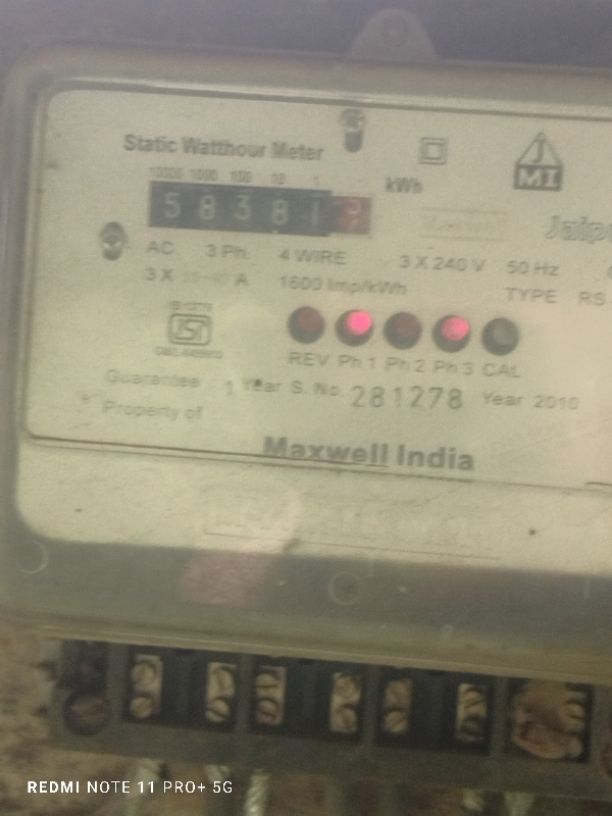 Static Watthour Meter
10000 1000 100 10 1
58381 kWh
J
MI
AC 3 Ph. 4 WIRE 3 X 240 V 50 Hz
3 X A 1600 Imp/kWh TYPE RS
ISI
REV Ph 1 Ph 2 Ph 3 CAL
Guarantee 1 Year S. No. 281278 Year 2010
Property of
Maxwell India
REDMI NOTE 11 PRO+ 5G